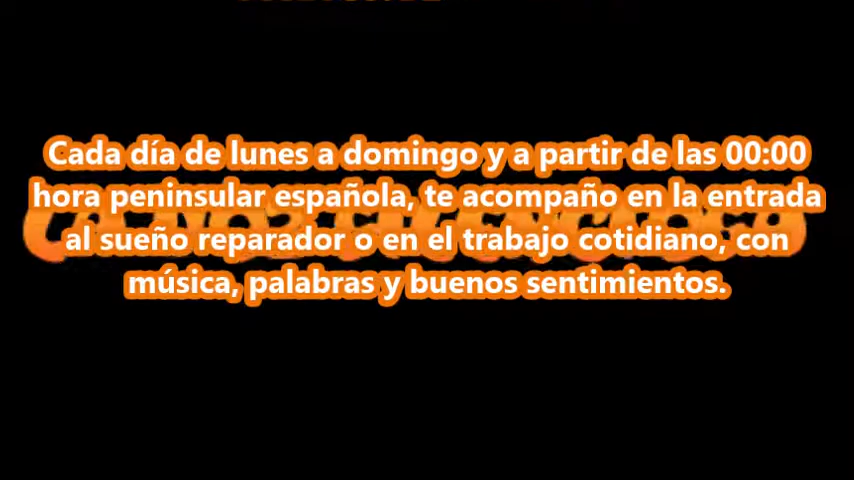 Cada día de lunes a domingo y a partir de las 00:00
hora peninsular española, te acompaño en la entrada
al sueño reparador o en el trabajo cotidiano, con
música, palabras y buenos sentimientos.